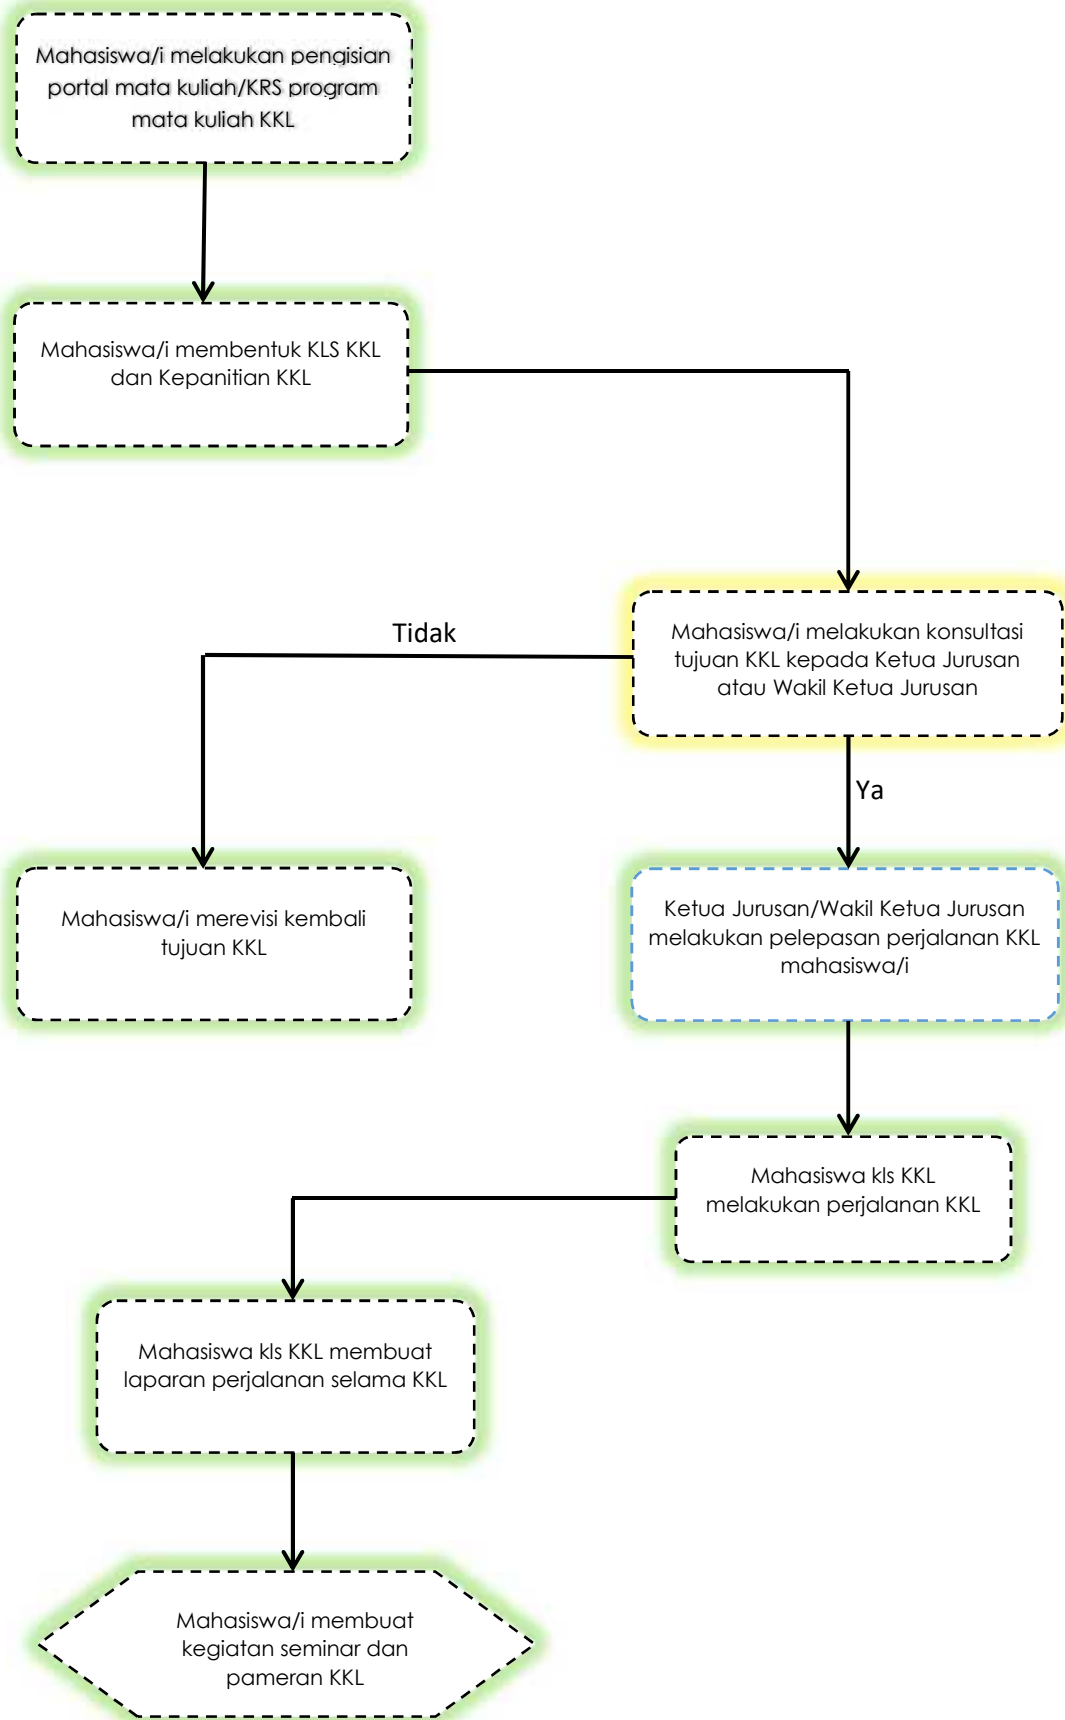 Mahasiswa/i melakukan pengisian
portal mata kuliah/KRS program
mata kuliah KKL
Mahasiswa/i membentuk KLS KKL
dan Kepanitian KKL
Mahasiswa/i melakukan konsultasi
tujuan KKL kepada Ketua Jurusan
atau Wakil Ketua Jurusan
Tidak
Ya
Mahasiswa/i merevisi kembali
tujuan KKL
Ketua Jurusan/Wakil Ketua Jurusan
melakukan pelepasan perjalanan KKL
mahasiswa/i
Mahasiswa kls KKL
melakukan perjalanan KKL
Mahasiswa kls KKL membuat
laparan perjalanan selama KKL
Mahasiswa/i membuat
kegiatan seminar dan
pameran KKL